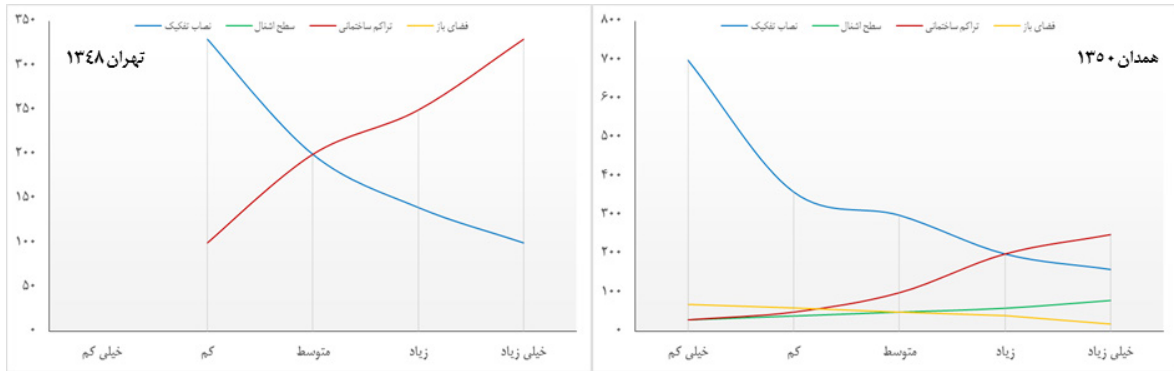 نصاب تفکیک سطح اشغال تراکم ساختمانی فضای باز
تهران ۱۳۴۸
۳۵۰
۳۰۰
۲۵۰
۲۰۰
۱۵۰
۱۰۰
۵۰
۰
خیلی کم کم متوسط زیاد خیلی زیاد
نصاب تفکیک سطح اشغال تراکم ساختمانی فضای باز
همدان ۱۳۵۰
۸۰۰
۷۰۰
۶۰۰
۵۰۰
۴۰۰
۳۰۰
۲۰۰
۱۰۰
۰
خیلی کم کم متوسط زیاد خیلی زیاد